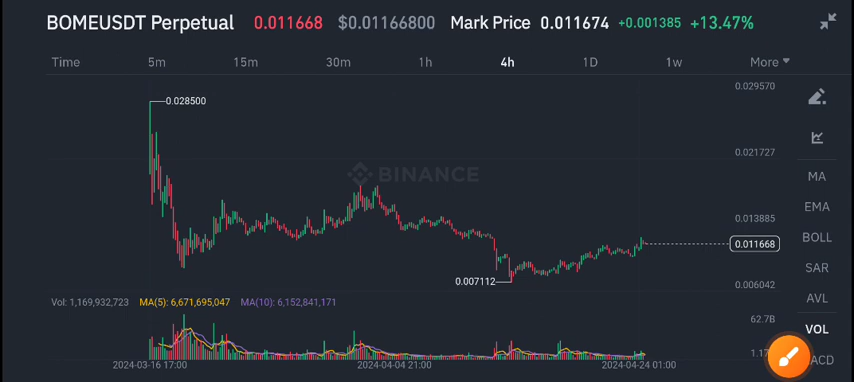 BOMEUSDT Perpetual 0.011668 $0.01166800 Mark Price 0.011674 +0.001385 +13.47%
Time 5m 15m 30m 1h 4h 1D 1w More
0.029570
0.028500
0.021727
BINANCE
MA
EMA
0.013885
BOLL
0.011668
SAR
0.007112
0.006042
AVL
Vol: 1,169,932,723 MA(5): 6,671,695,047 MA(10): 6,152,841,171
62.7B
VOL
2024-03-16 17:00 2024-04-04 21:00 2024-04-24 01:00